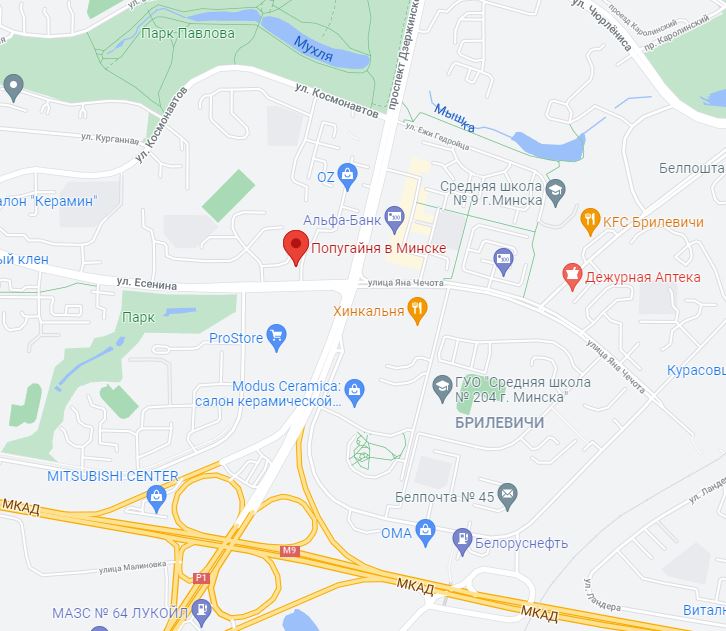 Парк Павлова
Мухля
проспект Дзержинско
ул. Чюрлёниса
проезд Каролинский
пр. Каролинский
ул. Космонавтов
ул. Космонавтов
Мышка
ул. Ежи Гедройца
ул. Курганная
OZ
Белпошта
алон "Керамин"
Средняя школа
№ 9 г.Минска
Альфа-Банк
KFC Брилевичи
Попугайня в Минске
ый клен
Дежурная Аптека
ул. Есенина
улица Яна Чечота
Хинкальня
Парк
ProStore
улица Яна Чечота
Курасовщ
Modus Ceramica:
салон керамической...
ГУО "Средняя школа
№ 204 г. Минска"
БРИЛЕВИЧИ
MITSUBISHI CENTER
МКАД
Белпочта № 45
ул. Ландера
ОМА
Белоруснефть
M9
улица Малиновка
P1
МКАД
ул. Ландера
МАЗС № 64 ЛУКОЙЛ
МКАД
Виталю